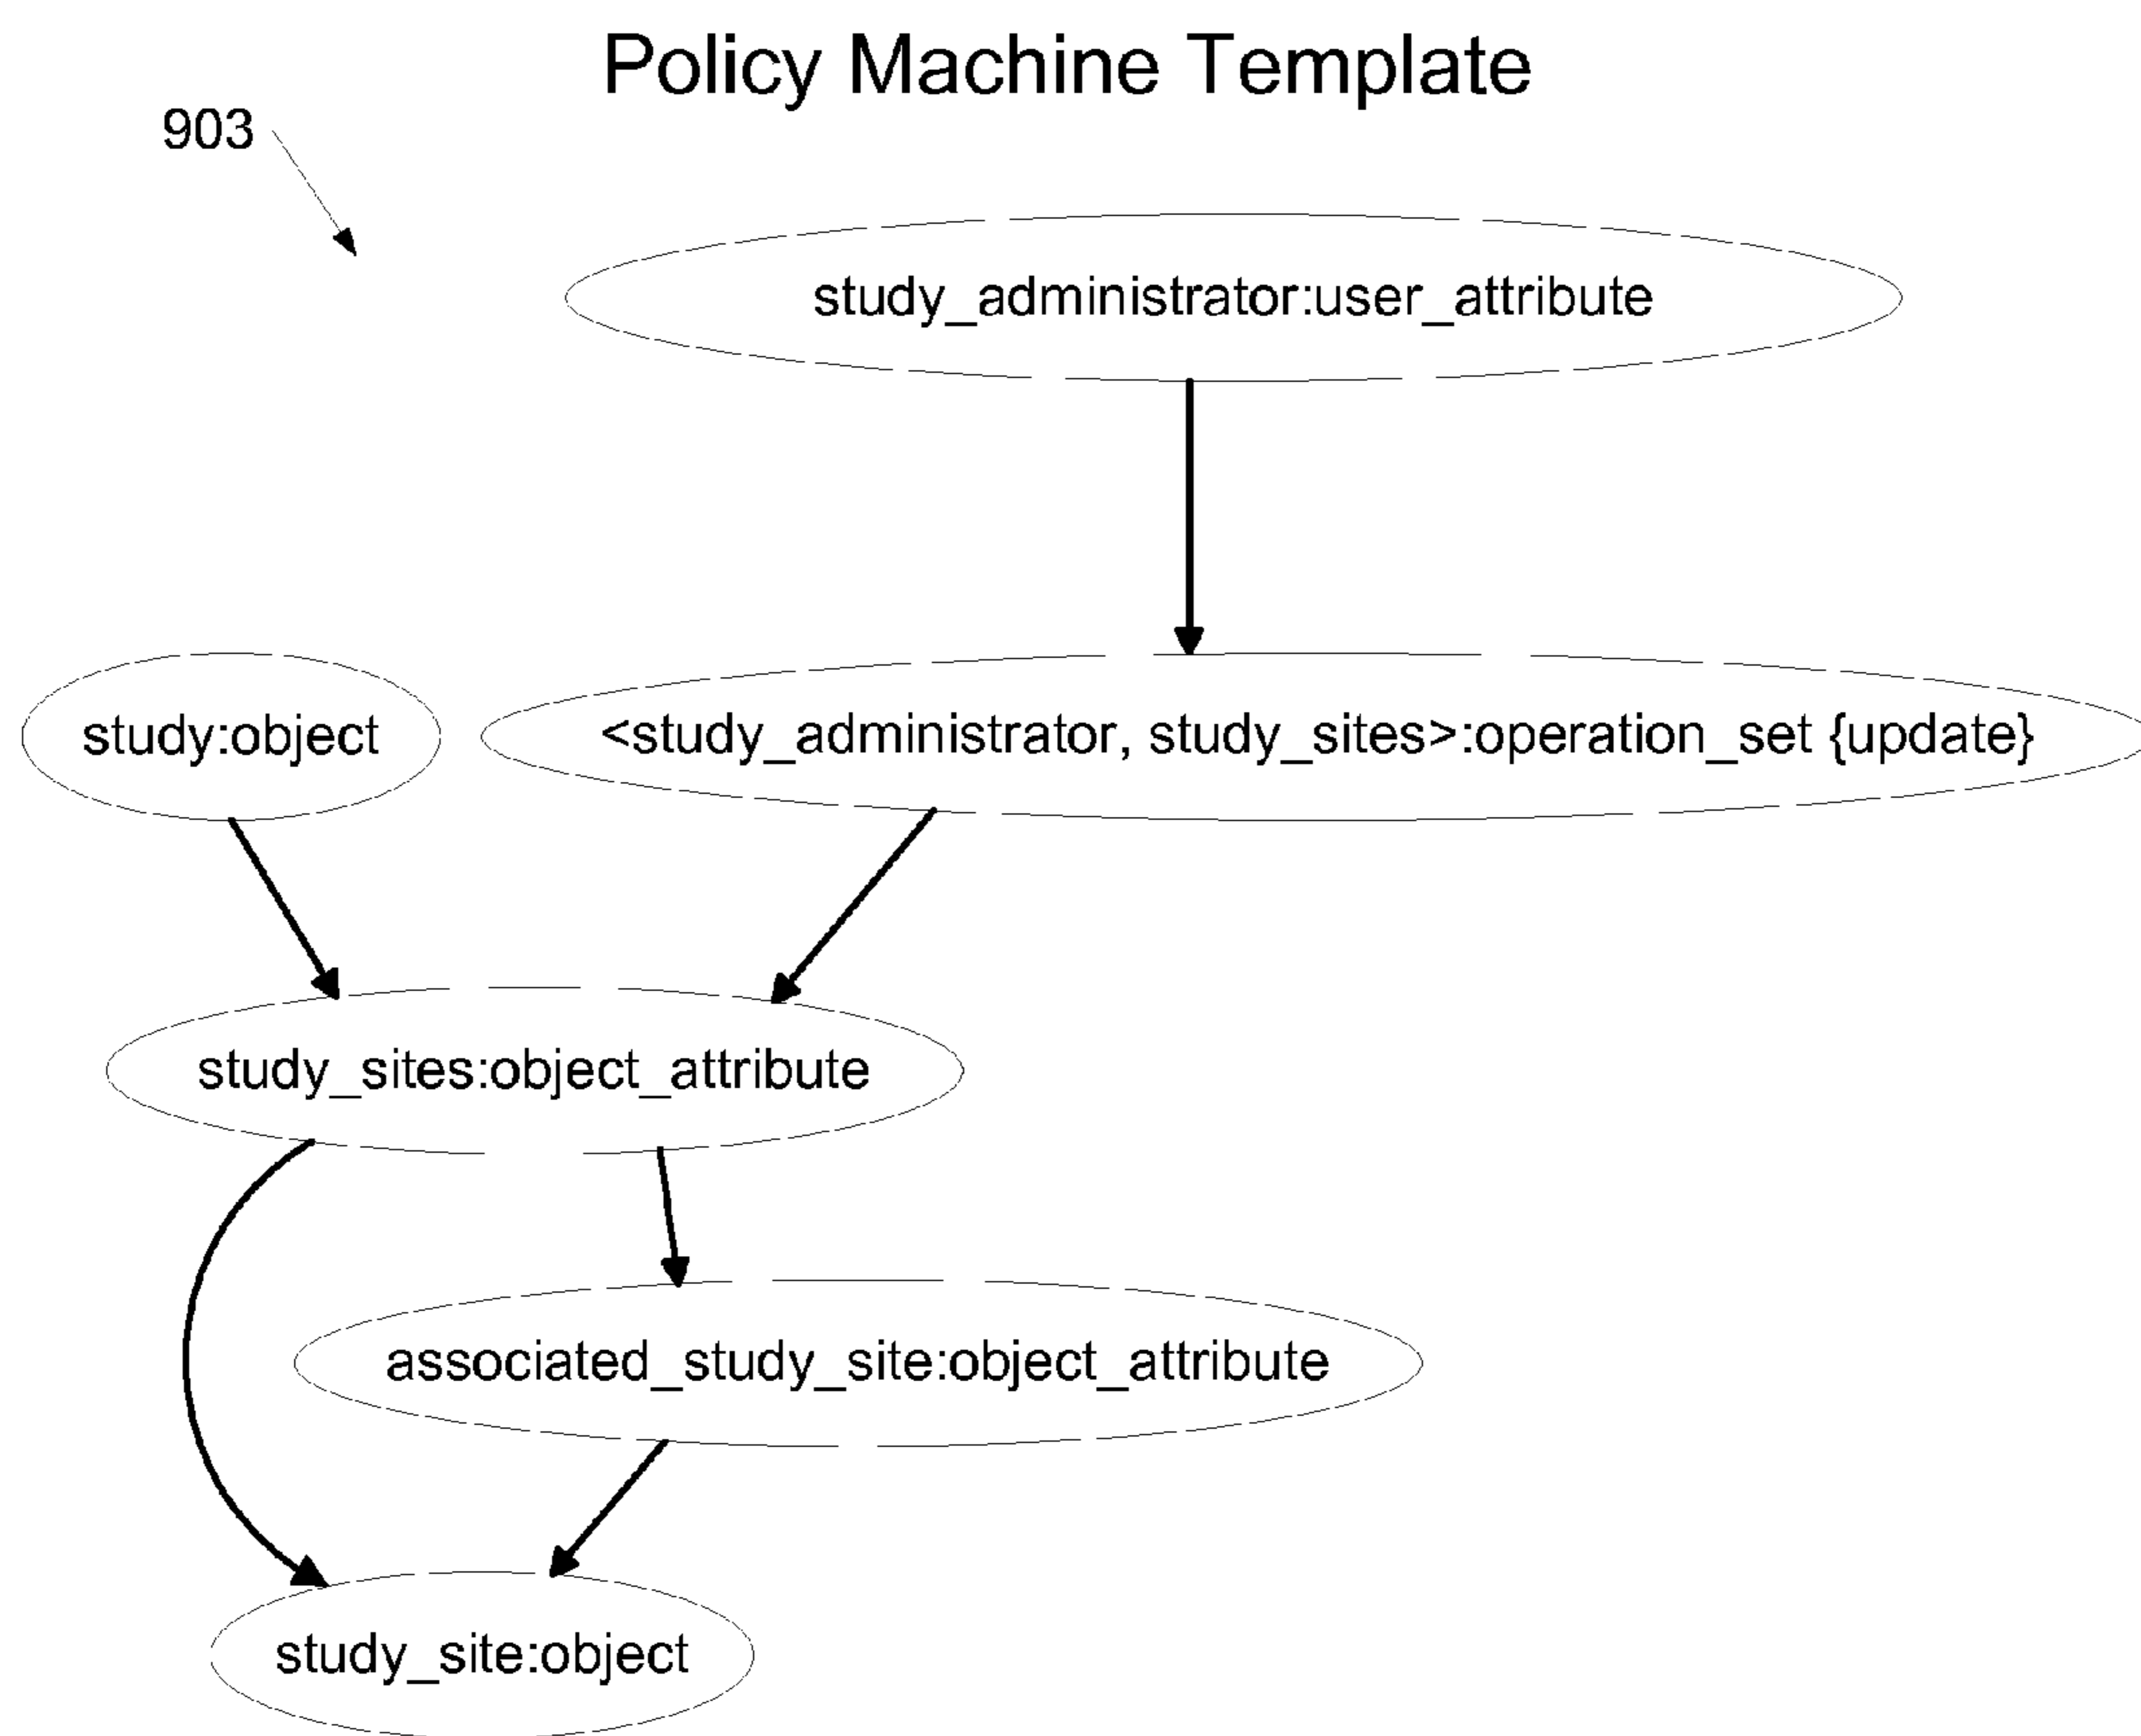 Policy Machine Template
903
study_administrator:user_attribute
study:object
<study_administrator, study_sites>:operation_set {update}
study_sites:object_attribute
associated_study_site:object_attribute
study_site:object